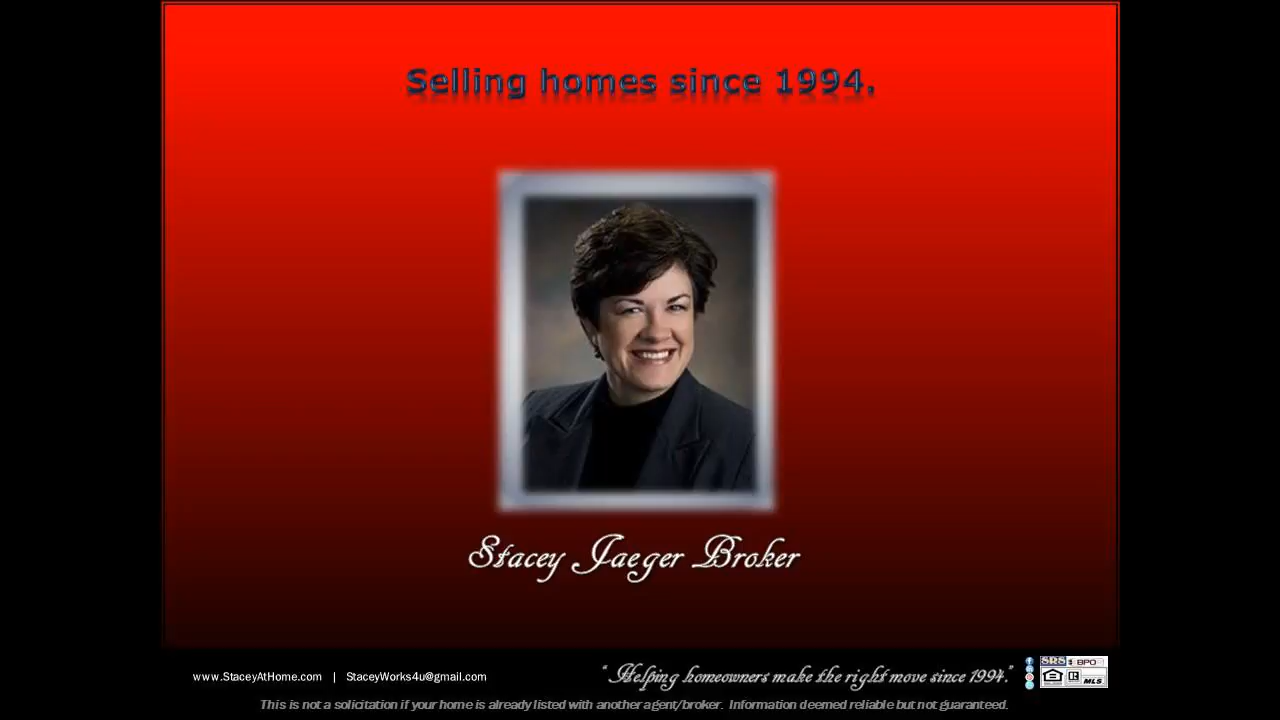 Selling homes since 1994.
Stacey Jaeger Broker
www.StaceyAtHome.com | StaceyWorks4u@gmail.com
“Helping homeowners make the right move since 1994.”
SRS BPO
R MLS
This is not a solicitation if your home is already listed with another agent/broker. Information deemed reliable but not guaranteed.